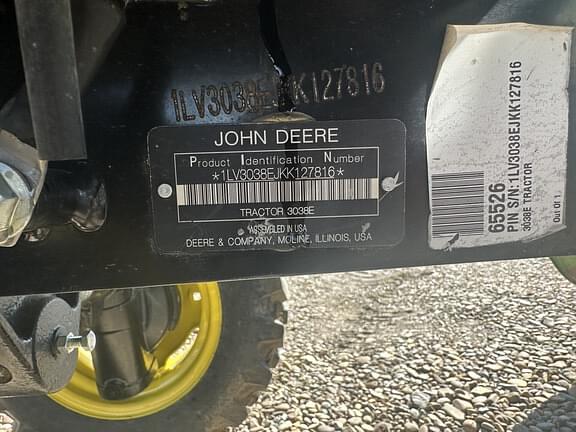 1LV3038EJKK127816
JOHN DEERE
Product Identification Number
*1LV3038EJKK127816*
TRACTOR 3038E
ASSEMBLED IN USA
DEERE & COMPANY, MOLINE, ILLINOIS, USA
65526
PIN S/N: 1LV3038EJKK127816
3038E TRACTOR
Out Of 1